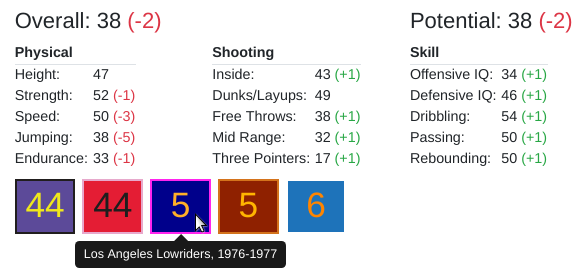 Overall: 38 (-2) Potential: 38 (-2)
Physical Shooting Skill
Height: 47 Inside: 43 (+1) Offensive IQ: 34 (+1)
Strength: 52 (-1) Dunks/Layups: 49 Defensive IQ: 46 (+1)
Speed: 50 (-3) Free Throws: 38 (+1) Dribbling: 54 (+1)
Jumping: 38 (-5) Mid Range: 32 (+1) Passing: 50 (+1)
Endurance: 33 (-1) Three Pointers: 17 (+1) Rebounding: 50 (+1)
44 44 5 5 6
Los Angeles Lowriders, 1976-1977